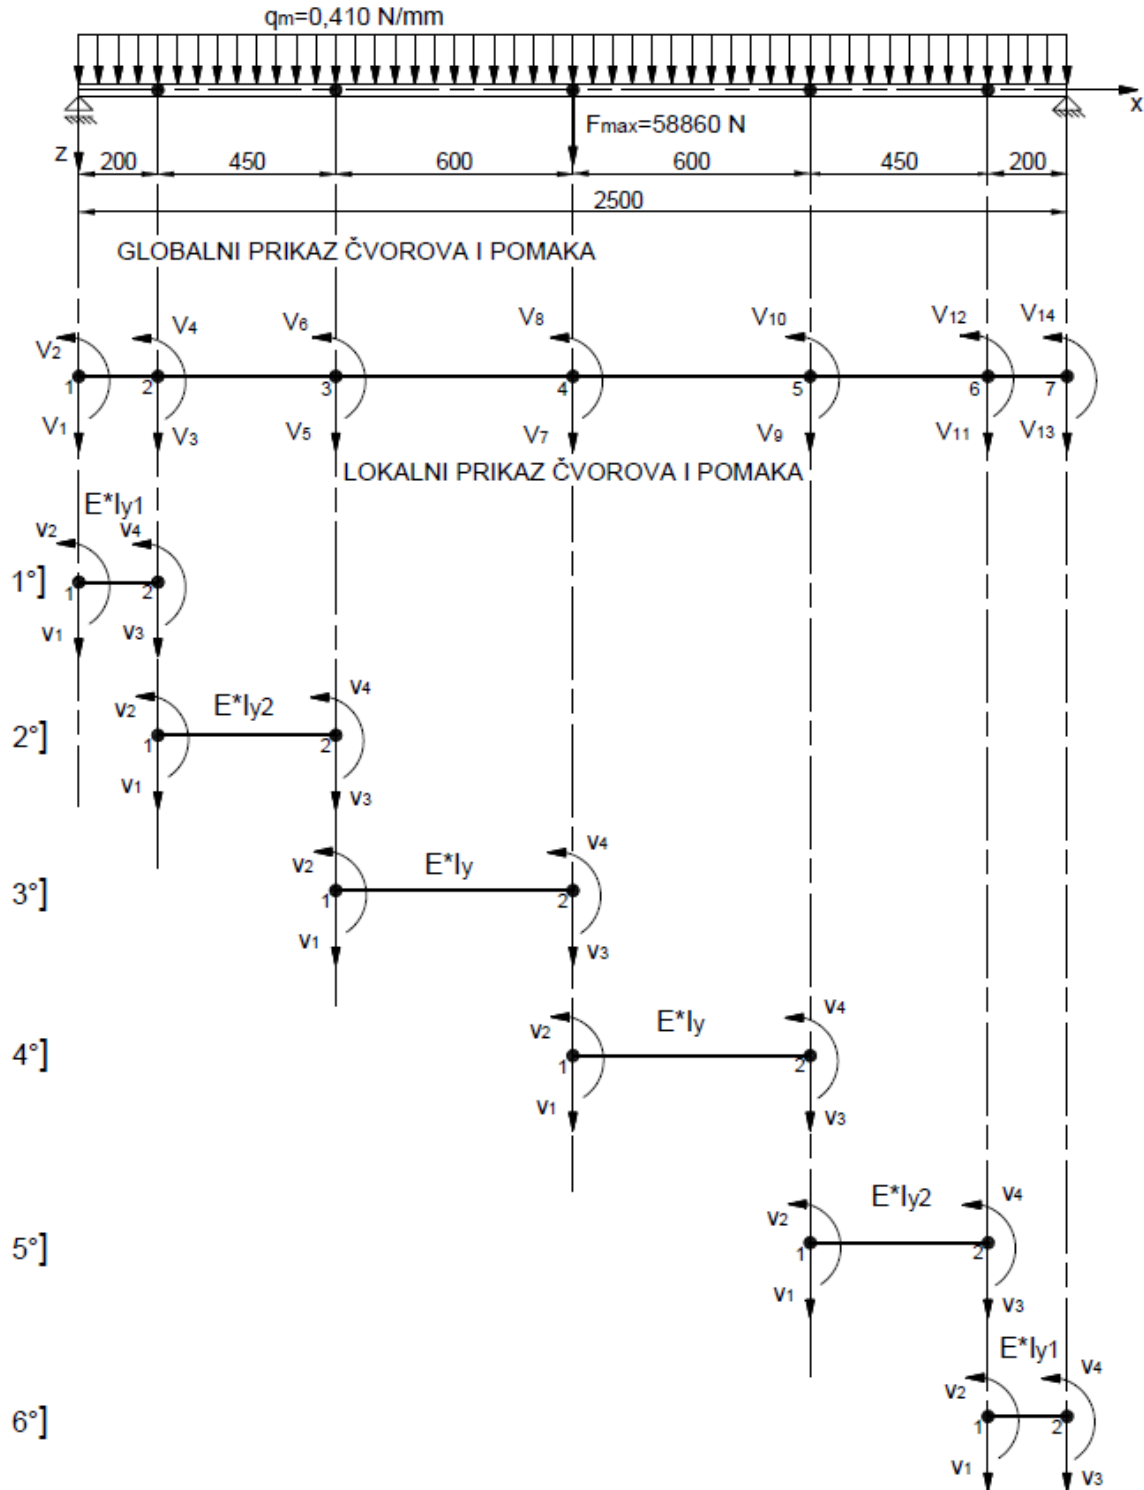 qm=0,410 N/mm
x
Fmax=58860 N
z
200 450 600 600 450 200
2500
GLOBALNI PRIKAZ ČVOROVA I POMAKA
V2 V4 V6 V8 V10 V12 V14
1 2 3 4 5 6 7
V1 V3 V5 V7 V9 V11 V13
LOKALNI PRIKAZ ČVOROVA I POMAKA
E*Iy1
v2 v4
1°] 1 2
v1 v3
v2 E*Iy2 v4
2°] 1 2
v1 v3
v2 E*Iy v4
3°] 1 2
v1 v3
v2 E*Iy v4
4°] 1 2
v1 v3
v2 E*Iy2 v4
5°] 1 2
v1 v3
E*Iy1
v2 v4
6°] 1 2
v1 v3